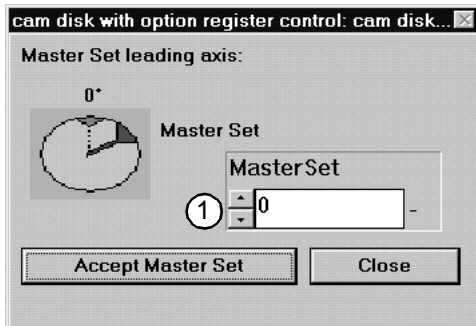 cam disk with option register control: cam disk...
Master Set leading axis:
0°
Master Set
MasterSet
1
0
-
Accept Master Set
Close